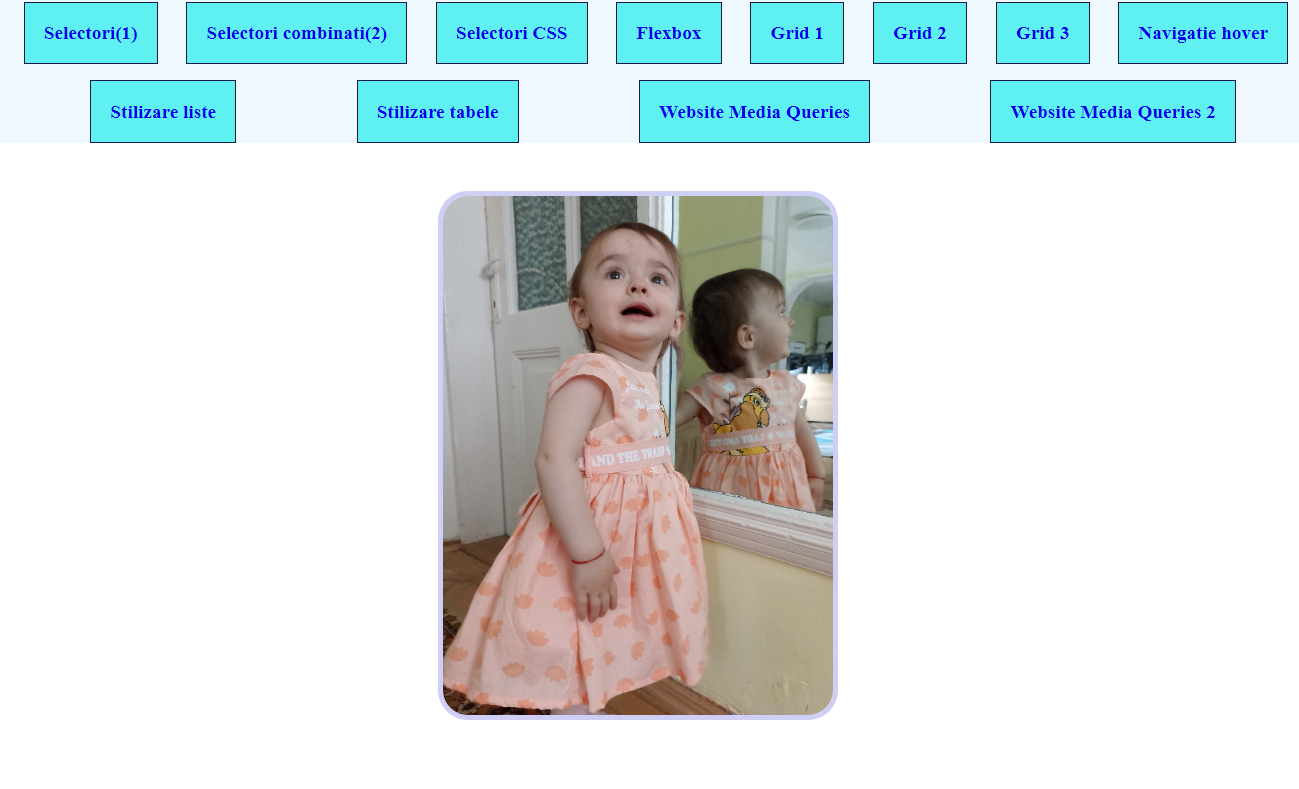 Selectori(1) Selectori combinati(2) Selectori CSS Flexbox Grid 1 Grid 2 Grid 3 Navigatie hover
Stilizare liste Stilizare tabele Website Media Queries Website Media Queries 2
AND THE